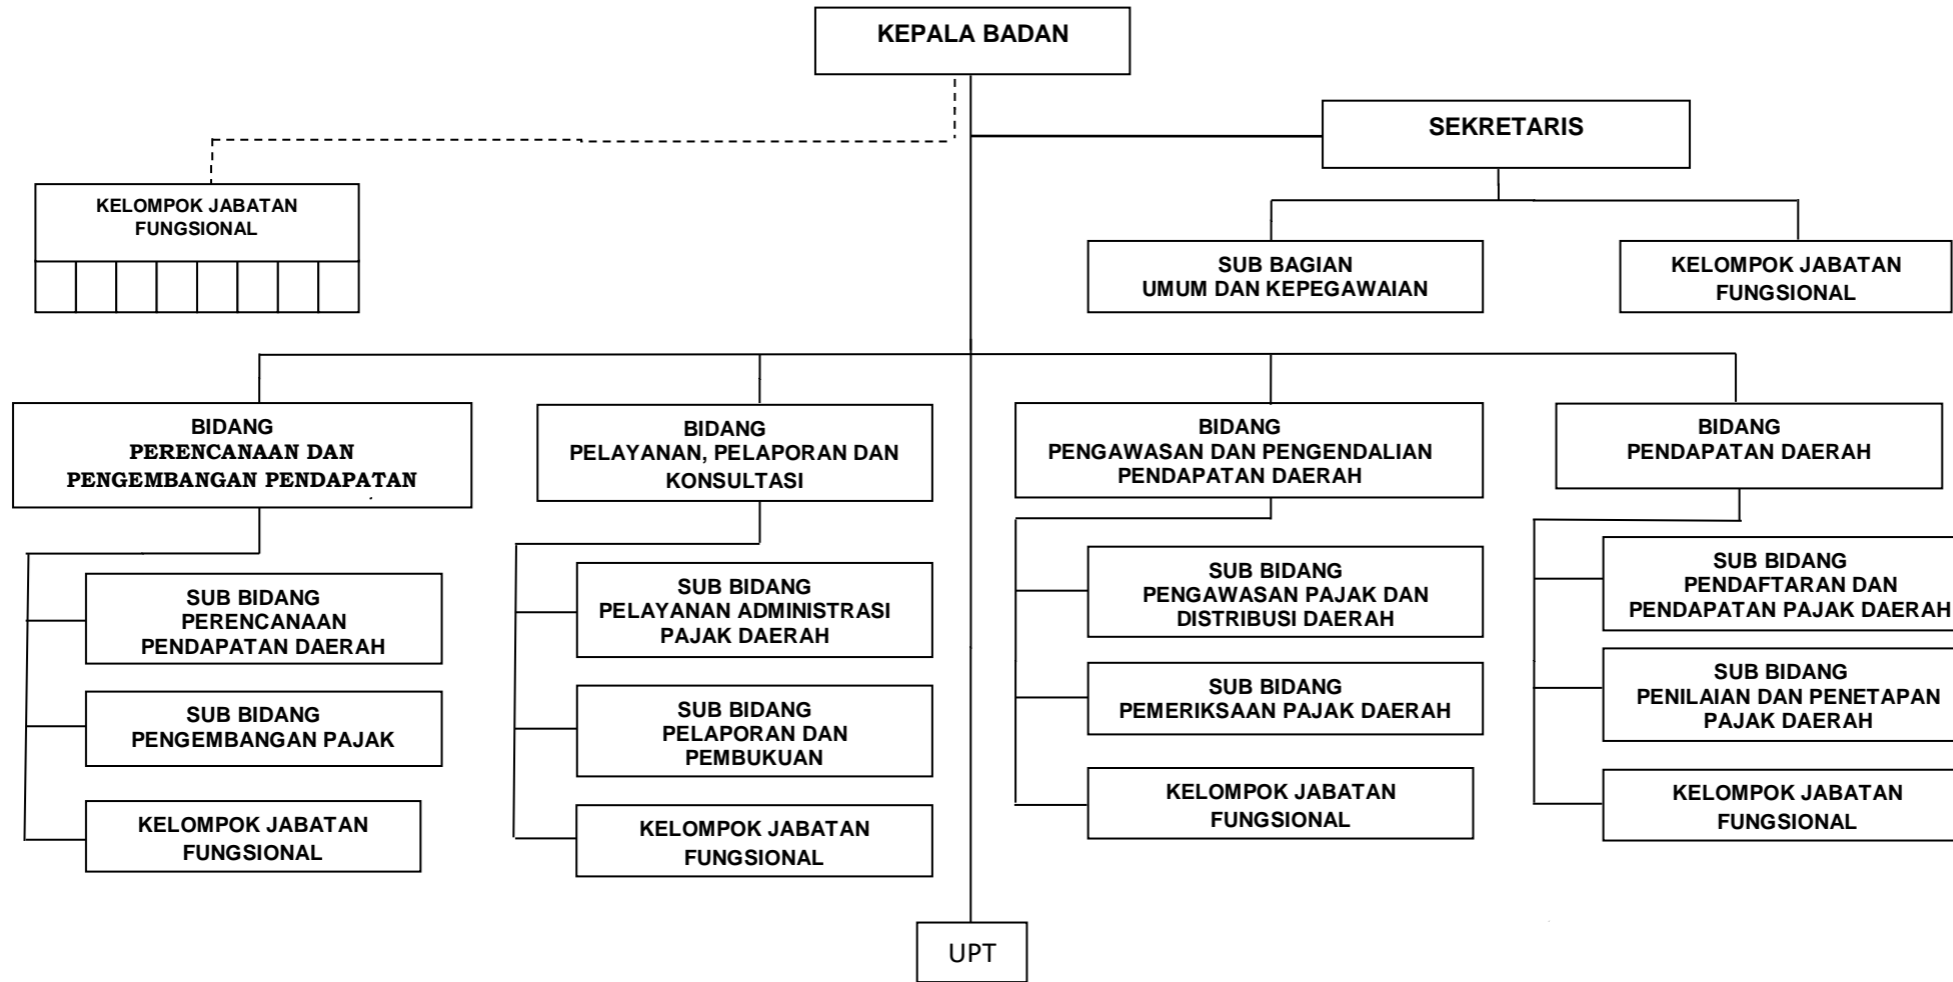 KEPALA BADAN
SEKRETARIS
KELOMPOK JABATAN
FUNGSIONAL
SUB BAGIAN
UMUM DAN KEPEGAWAIAN
KELOMPOK JABATAN
FUNGSIONAL
BIDANG
PERENCANAAN DAN
PENGEMBANGAN PENDAPATAN
BIDANG
PELAYANAN, PELAPORAN DAN
KONSULTASI
BIDANG
PENGAWASAN DAN PENGENDALIAN
PENDAPATAN DAERAH
BIDANG
PENDAPATAN DAERAH
SUB BIDANG
PERENCANAAN
PENDAPATAN DAERAH
SUB BIDANG
PENGEMBANGAN PAJAK
KELOMPOK JABATAN
FUNGSIONAL
SUB BIDANG
PELAYANAN ADMINISTRASI
PAJAK DAERAH
SUB BIDANG
PELAPORAN DAN
PEMBUKUAN
KELOMPOK JABATAN
FUNGSIONAL
SUB BIDANG
PENGAWASAN PAJAK DAN
DISTRIBUSI DAERAH
SUB BIDANG
PEMERIKSAAN PAJAK DAERAH
KELOMPOK JABATAN
FUNGSIONAL
SUB BIDANG
PENDAFTARAN DAN
PENDAPATAN PAJAK DAERAH
SUB BIDANG
PENILAIAN DAN PENETAPAN
PAJAK DAERAH
KELOMPOK JABATAN
FUNGSIONAL
UPT